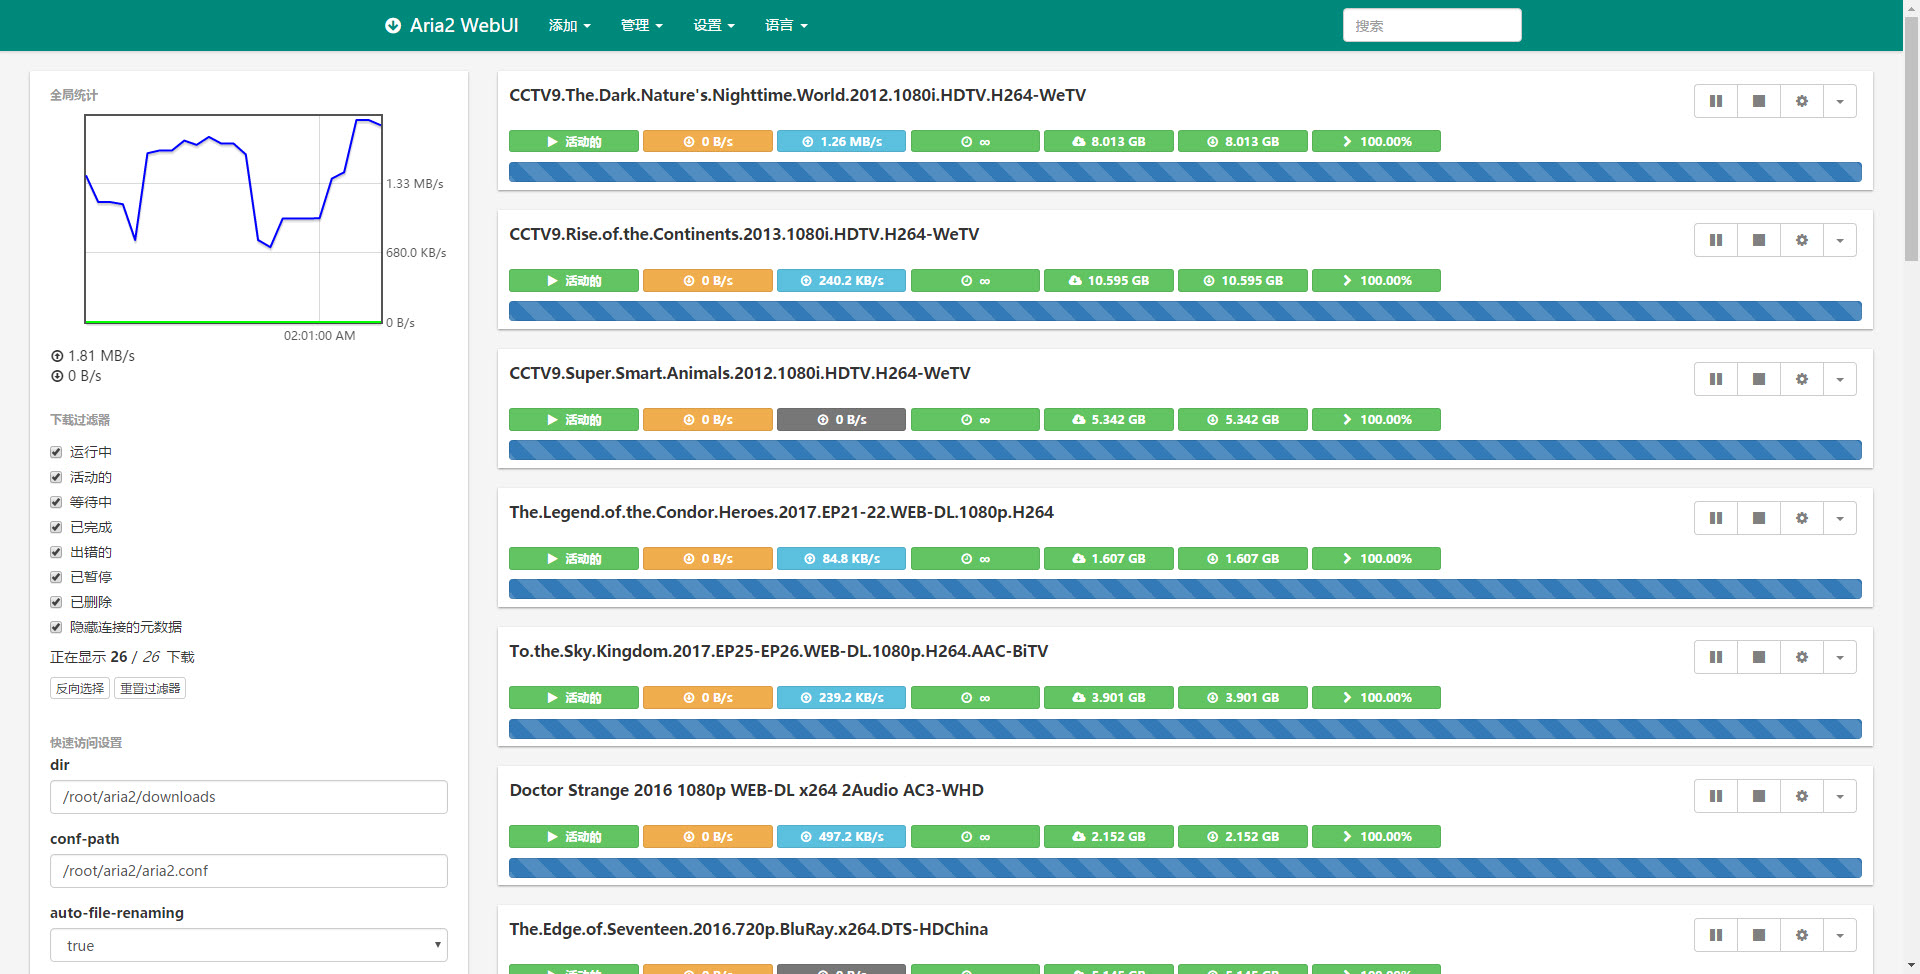 Aria2 WebUI 添加 管理 设置 语言 搜索
全局统计
1.33 MB/s
680.0 KB/s
0 B/s
02:01:00 AM
1.81 MB/s
0 B/s
下载过滤器
运行中
活动的
等待中
已完成
出错的
已暂停
已删除
隐藏连接的元数据
正在显示 26 / 26 下载
反向选择 重置过滤器
快速访问设置
dir
/root/aria2/downloads
conf-path
/root/aria2/aria2.conf
auto-file-renaming
true
CCTV9.The.Dark.Nature's.Nighttime.World.2012.1080i.HDTV.H264-WeTV
活动的 0 B/s 1.26 MB/s ∞ 8.013 GB 8.013 GB 100.00%
CCTV9.Rise.of.the.Continents.2013.1080i.HDTV.H264-WeTV
活动的 0 B/s 240.2 KB/s ∞ 10.595 GB 10.595 GB 100.00%
CCTV9.Super.Smart.Animals.2012.1080i.HDTV.H264-WeTV
活动的 0 B/s 0 B/s ∞ 5.342 GB 5.342 GB 100.00%
The.Legend.of.the.Condor.Heroes.2017.EP21-22.WEB-DL.1080p.H264
活动的 0 B/s 84.8 KB/s ∞ 1.607 GB 1.607 GB 100.00%
To.the.Sky.Kingdom.2017.EP25-EP26.WEB-DL.1080p.H264.AAC-BiTV
活动的 0 B/s 239.2 KB/s ∞ 3.901 GB 3.901 GB 100.00%
Doctor Strange 2016 1080p WEB-DL x264 2Audio AC3-WHD
活动的 0 B/s 497.2 KB/s ∞ 2.152 GB 2.152 GB 100.00%
The.Edge.of.Seventeen.2016.720p.BluRay.x264.DTS-HDChina